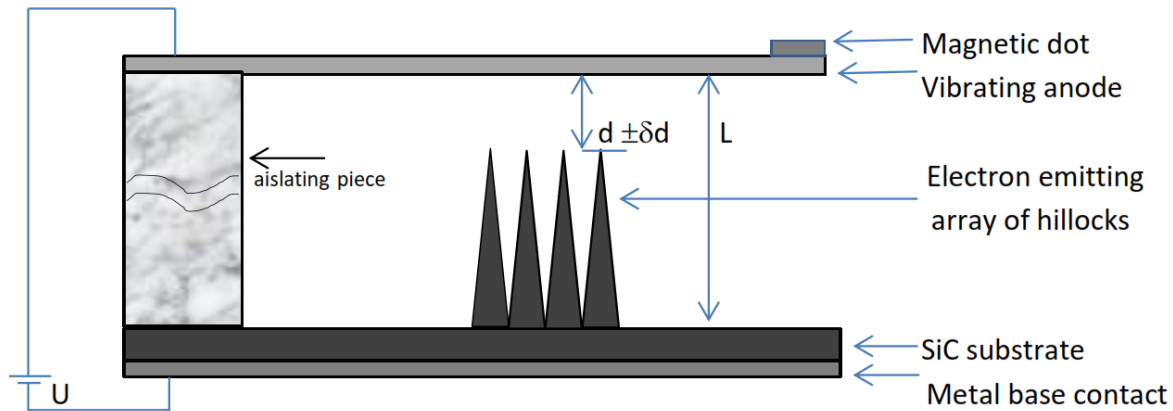 Magnetic dot
Vibrating anode
d ±δd
L
aislating piece
Electron emitting
array of hillocks
SiC substrate
U
Metal base contact